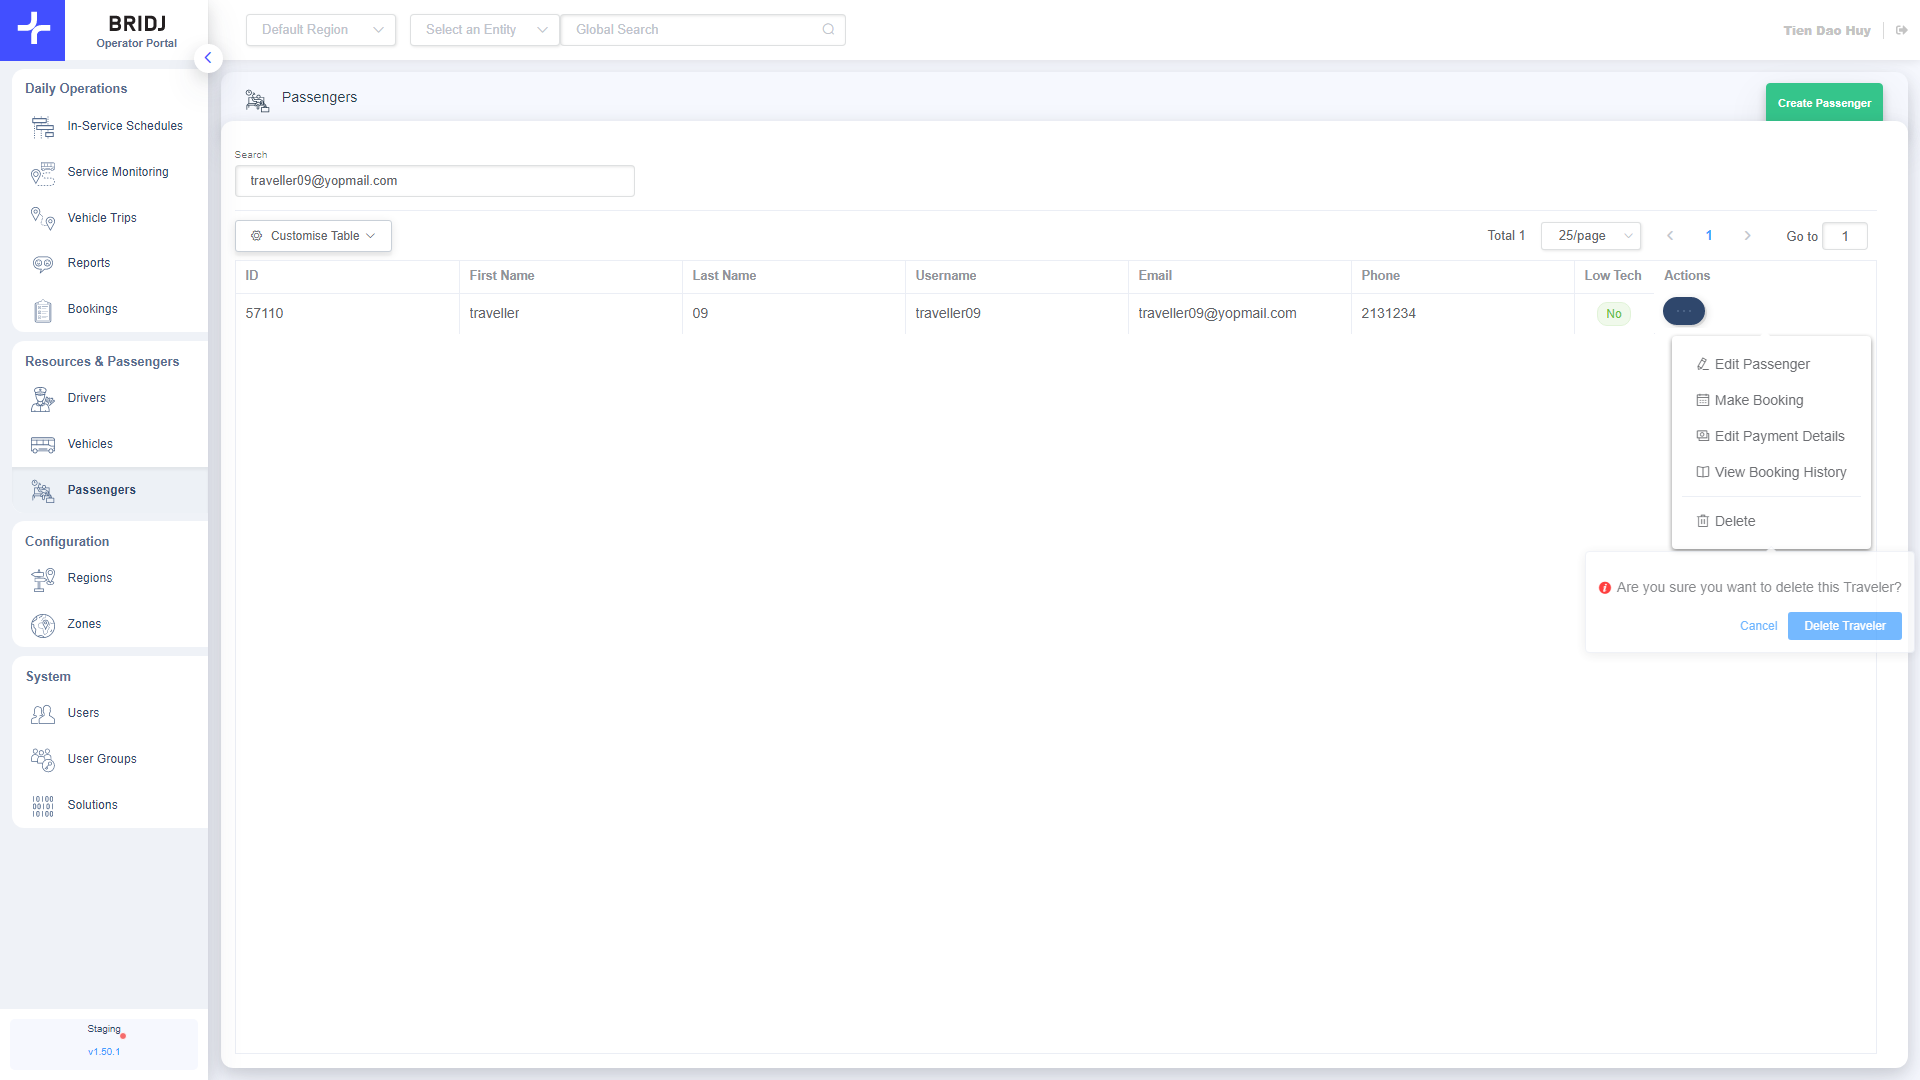 BRIDJ
Operator Portal
Default Region
Select an Entity
Global Search
Tien Dao Huy
Daily Operations
In-Service Schedules
Service Monitoring
Vehicle Trips
Reports
Bookings
Resources & Passengers
Drivers
Vehicles
Passengers
Configuration
Regions
Zones
System
Users
User Groups
Solutions
Staging
v1.50.1
Passengers
Create Passenger
Search
traveller09@yopmail.com
Customise Table
Total 1
25/page
1
Go to
1
ID First Name Last Name Username Email Phone Low Tech Actions
57110 traveller 09 traveller09 traveller09@yopmail.com 2131234 No
Edit Passenger
Make Booking
Edit Payment Details
View Booking History
Delete
Are you sure you want to delete this Traveler?
Cancel Delete Traveler